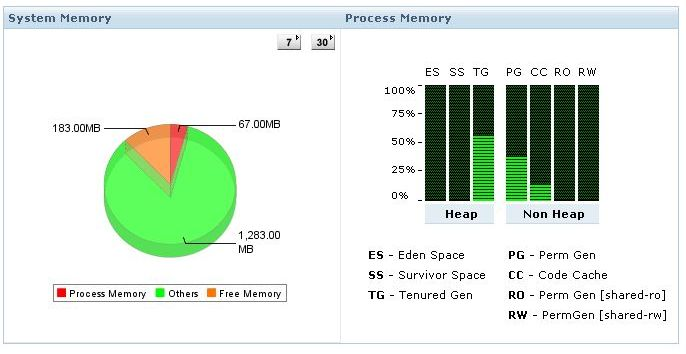 System Memory
Process Memory
7 30
183.00MB
67.00MB
1,283.00
MB
Process Memory Others Free Memory
ES SS TG PG CC RO RW
100%
75%
50%
25%
0%
Heap Non Heap
ES - Eden Space
SS - Survivor Space
TG - Tenured Gen
PG - Perm Gen
CC - Code Cache
RO - Perm Gen [shared-ro]
RW - PermGen [shared-rw]